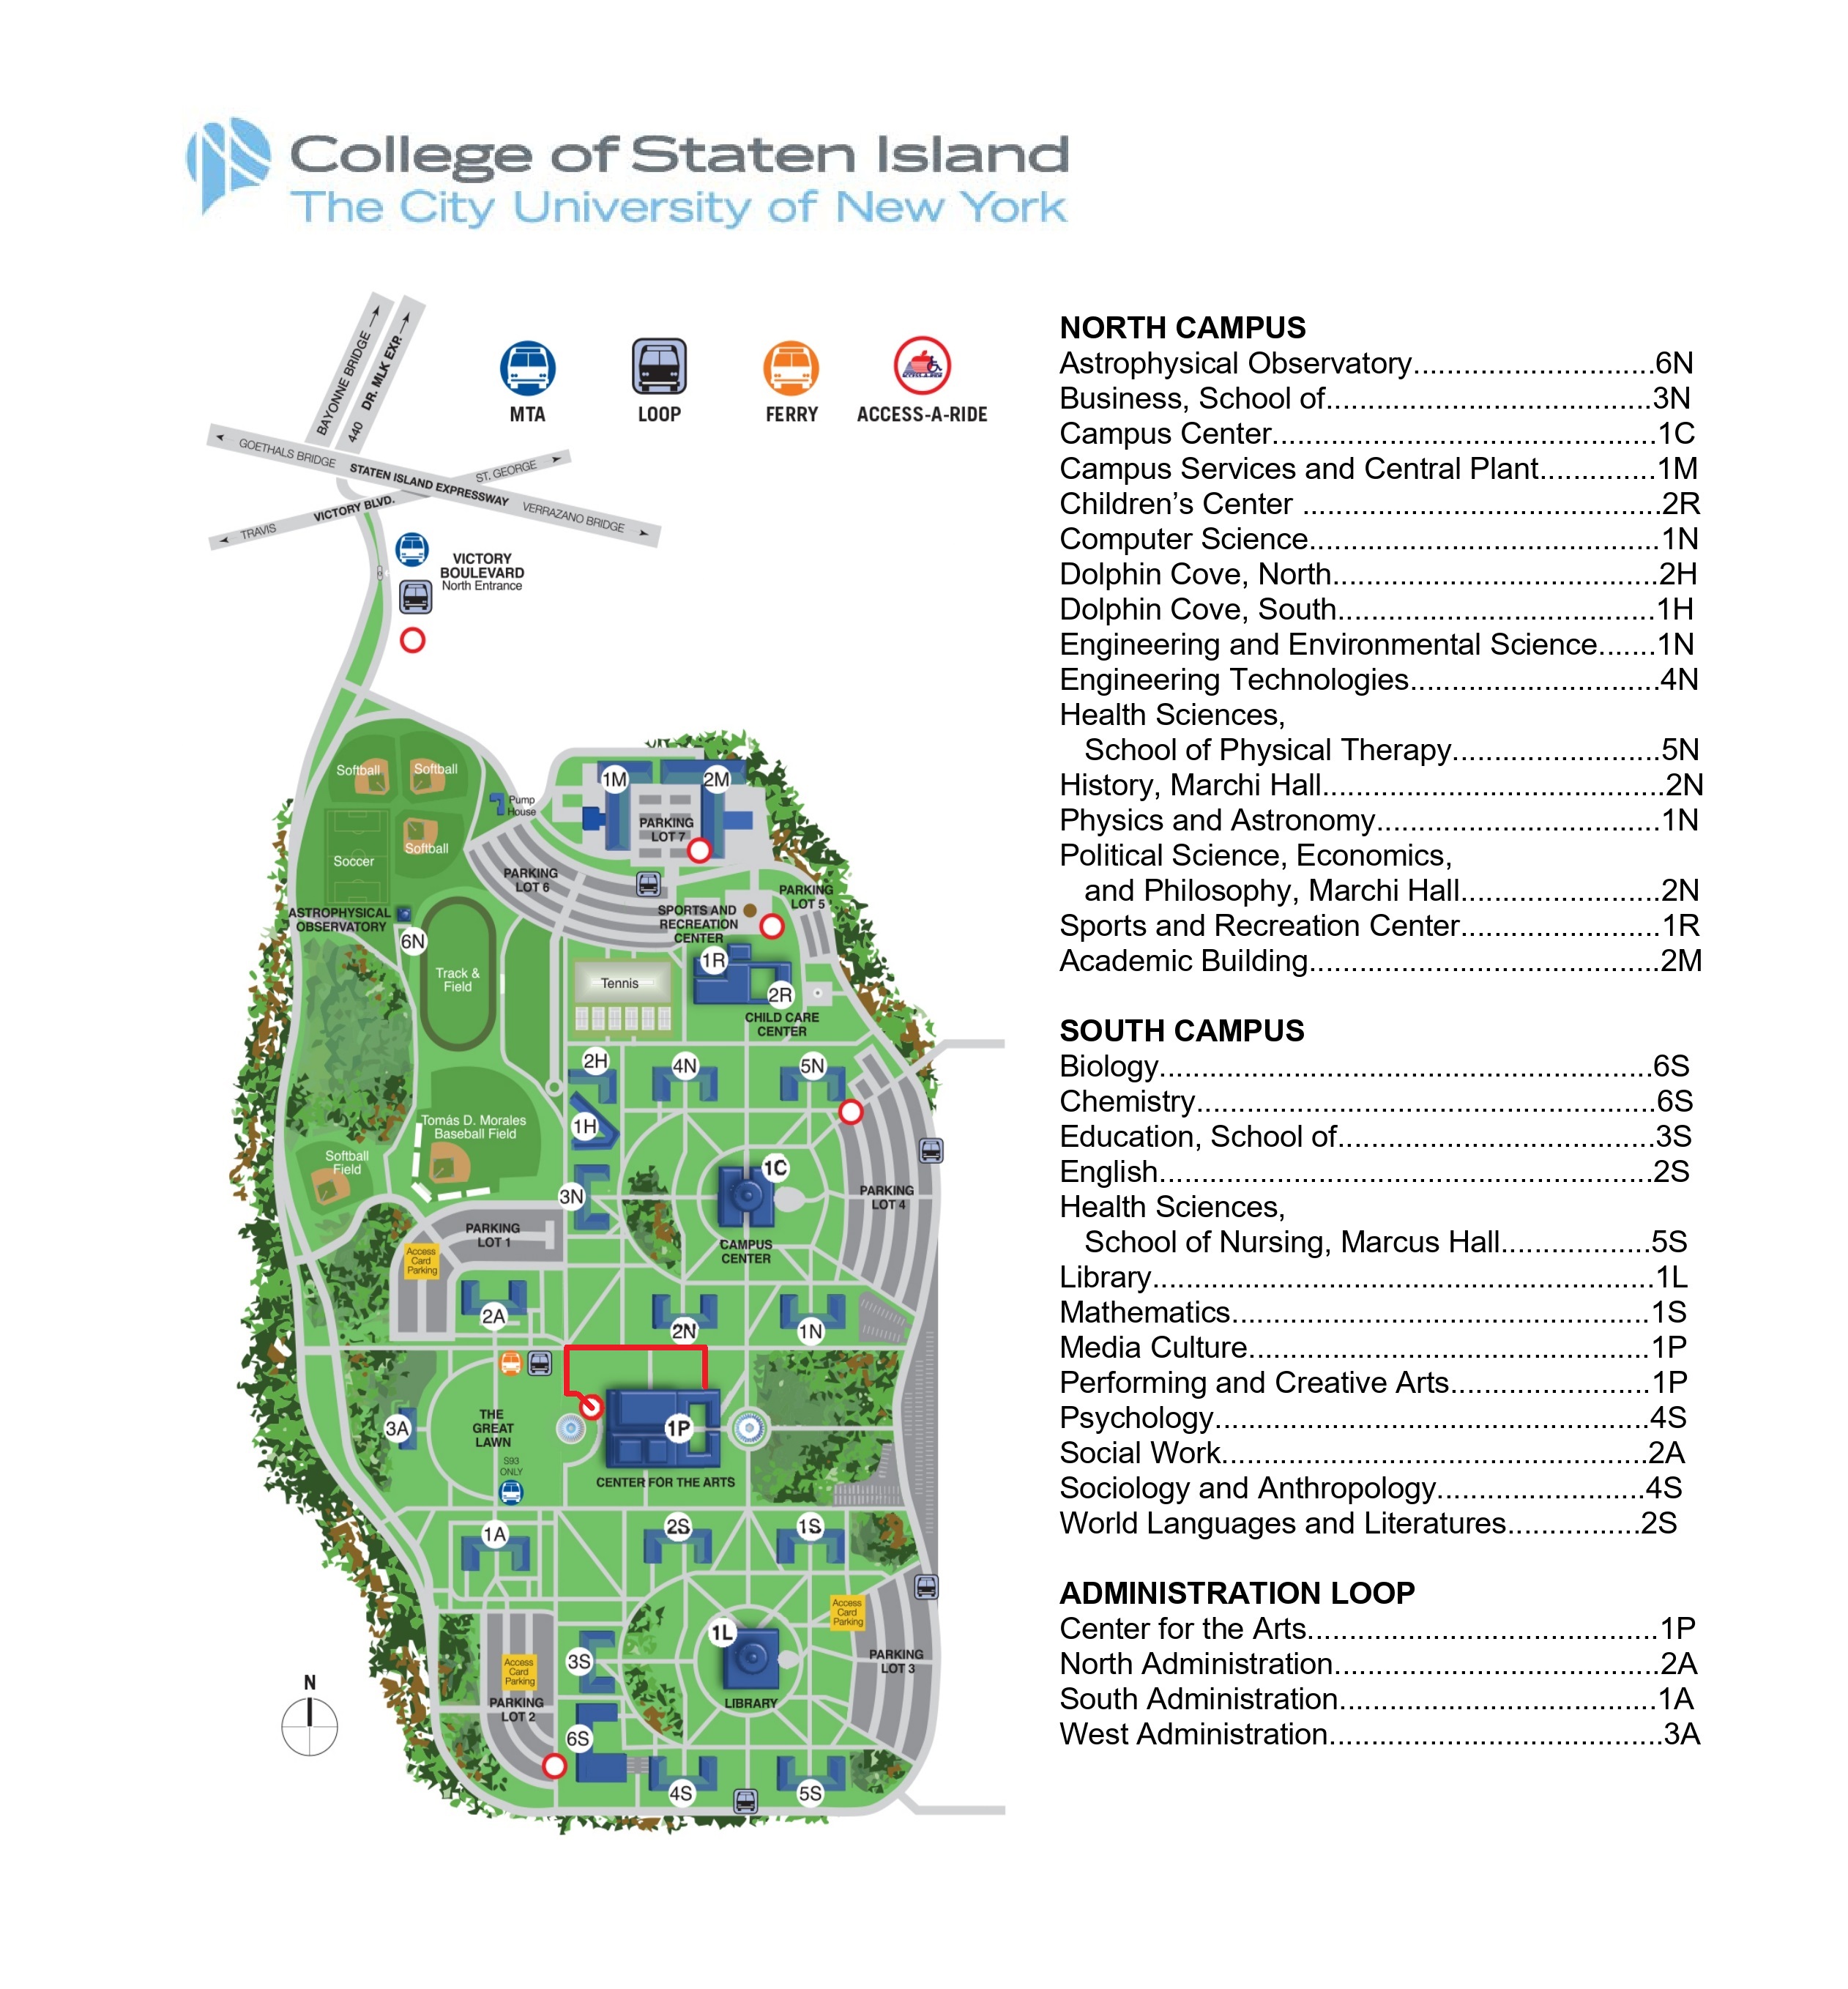 College of Staten Island
The City University of New York
BAYONNE BRIDGE
440 DR. MLK EXP.
MTA
LOOP
FERRY
ACCESS-A-RIDE
GOETHALS BRIDGE STATEN ISLAND EXPRESSWAY VERRAZANO BRIDGE
TRAVIS VICTORY BLVD. ST. GEORGE
VICTORY
BOULEVARD
North Entrance
Softball
Softball
Pump
House
1M
2M
PARKING
LOT 7
Softball
Soccer
PARKING
LOT 6
PARKING
LOT 5
ASTROPHYSICAL
OBSERVATORY
6N
SPORTS AND
RECREATION
CENTER
1R
Track &
Field
Tennis
2R
CHILD CARE
CENTER
2H
4N
5N
Tomás D. Morales
Baseball Field
1H
Softball
Field
1C
3N
PARKING
LOT 4
PARKING
LOT 1
CAMPUS
CENTER
Access
Card
Parking
2A
2N
1N
3A
THE
GREAT
LAWN
1P
S93
ONLY
CENTER FOR THE ARTS
1A
2S
1S
Access
Card
Parking
1L
3S
PARKING
LOT 3
Access
Card
Parking
LIBRARY
PARKING
LOT 2
N
6S
4S
5S
NORTH CAMPUS
Astrophysical Observatory.............................6N
Business, School of.......................................3N
Campus Center..............................................1C
Campus Services and Central Plant..............1M
Children’s Center ...........................................2R
Computer Science..........................................1N
Dolphin Cove, North.......................................2H
Dolphin Cove, South......................................1H
Engineering and Environmental Science.......1N
Engineering Technologies..............................4N
Health Sciences,
School of Physical Therapy.........................5N
History, Marchi Hall.........................................2N
Physics and Astronomy..................................1N
Political Science, Economics,
and Philosophy, Marchi Hall........................2N
Sports and Recreation Center........................1R
Academic Building..........................................2M
SOUTH CAMPUS
Biology...........................................................6S
Chemistry.......................................................6S
Education, School of......................................3S
English...........................................................2S
Health Sciences,
School of Nursing, Marcus Hall..................5S
Library............................................................1L
Mathematics..................................................1S
Media Culture................................................1P
Performing and Creative Arts........................1P
Psychology....................................................4S
Social Work...................................................2A
Sociology and Anthropology.........................4S
World Languages and Literatures................2S
ADMINISTRATION LOOP
Center for the Arts..........................................1P
North Administration.......................................2A
South Administration......................................1A
West Administration........................................3A